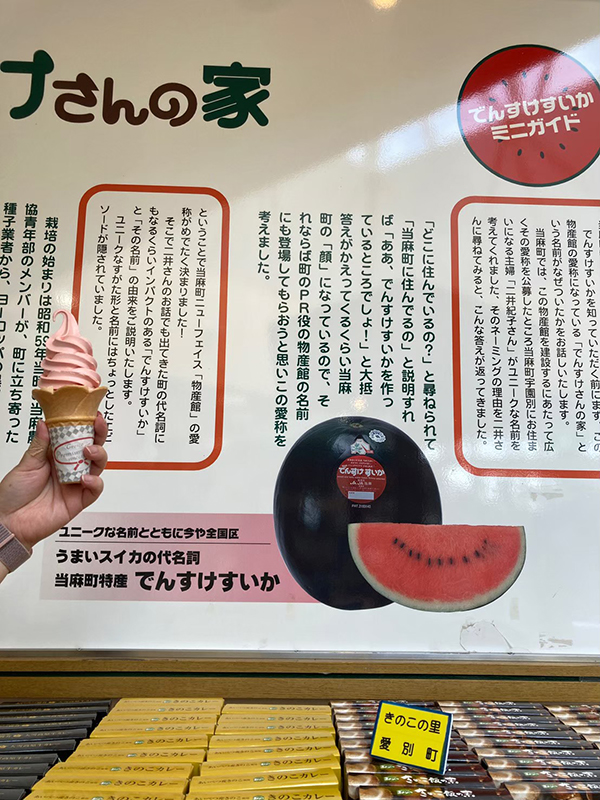 けさんの家
でんすけすいか
ミニガイド
でんすけすいかを知っていただく前にまず、この
物産館の愛称になっている「でんすけさんの家」と
いう名前がなぜついたかをお話しいたします。
当麻町では、この物産館を建設するにあたって広
くその愛称を公募したところ当麻町宇園別にお住ま
いになる主婦「二井紀子さん」がユニークな名前を
考えてくれました。そのネーミングの理由を二井さ
んに尋ねてみると、こんな答えが返ってきました。
「どこに住んでいるの?」と尋ねられて
「当麻町に住んでるの」と説明すれ
ば「ああ、でんすけすいかを作っ
ているところでしょ!」と大抵
答えがかえってくるくらい当麻
町の「顔」になっているので、そ
れならば町のPR役の物産館の名前
にも登場してもらおうと思いこの愛称を
考えました。
ということで当麻町ニューフェイス「物産館」の愛
称がめでたく決まりました!
そこで二井さんのお話でも出てきた町の代名詞に
もなるくらいインパクトのある「でんすけすいか」
と「その名前」の由来をご説明いたします。
ユニークなすがた形と名前にはちょっとしたエピ
ソードが隠されていました。
栽培の始まりは昭和59年当
麻農
協青年部のメンバーが、町に立ち寄った
種子業者から、ヨーロッパの
でんすけすいか
ユニークな名前とともに今や全国区
うまいスイカの代名詞
当麻町特産 でんすけすいか
きのこの里
愛別町
きのこカレー
きのこカレー